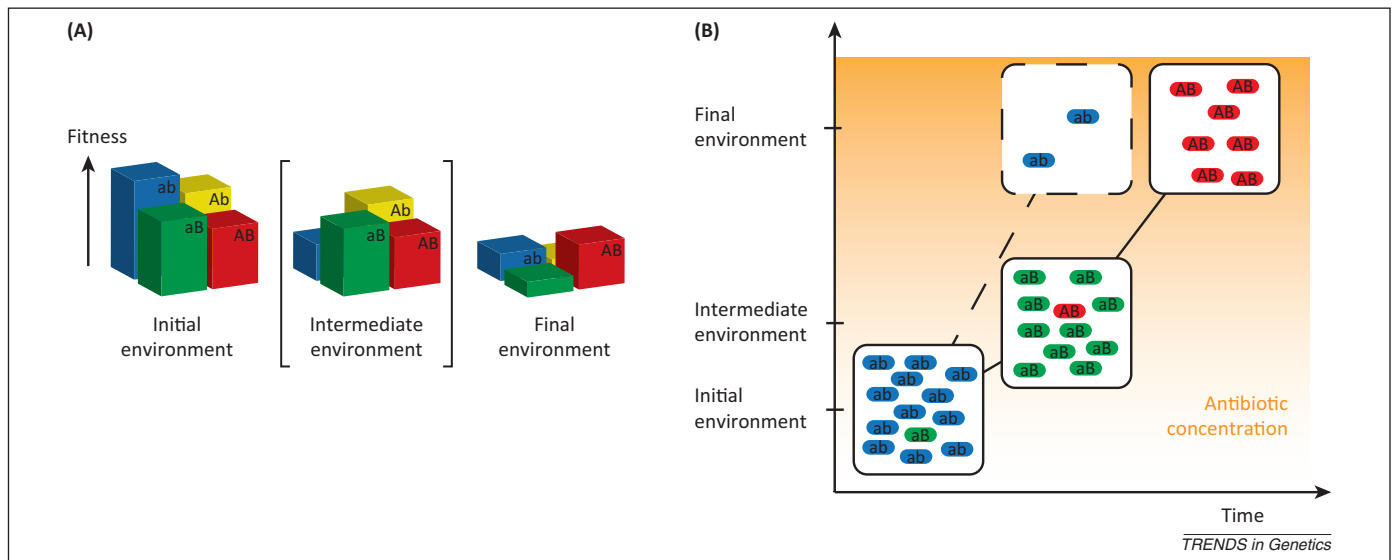 (A)
Fitness
ab
Ab
aB
AB
Ab
aB
AB
ab
AB
Initial
environment
Intermediate
environment
Final
environment
(B)
Final
environment
Intermediate
environment
Initial
environment
ab
ab
AB
AB
AB
AB
AB
AB
AB
aB
aB
aB
AB
aB
aB
aB
aB
aB
aB
aB
ab
ab
ab
ab
ab
ab
ab
ab
ab
aB
ab
ab
ab
Antibiotic
concentration
Time
TRENDS in Genetics